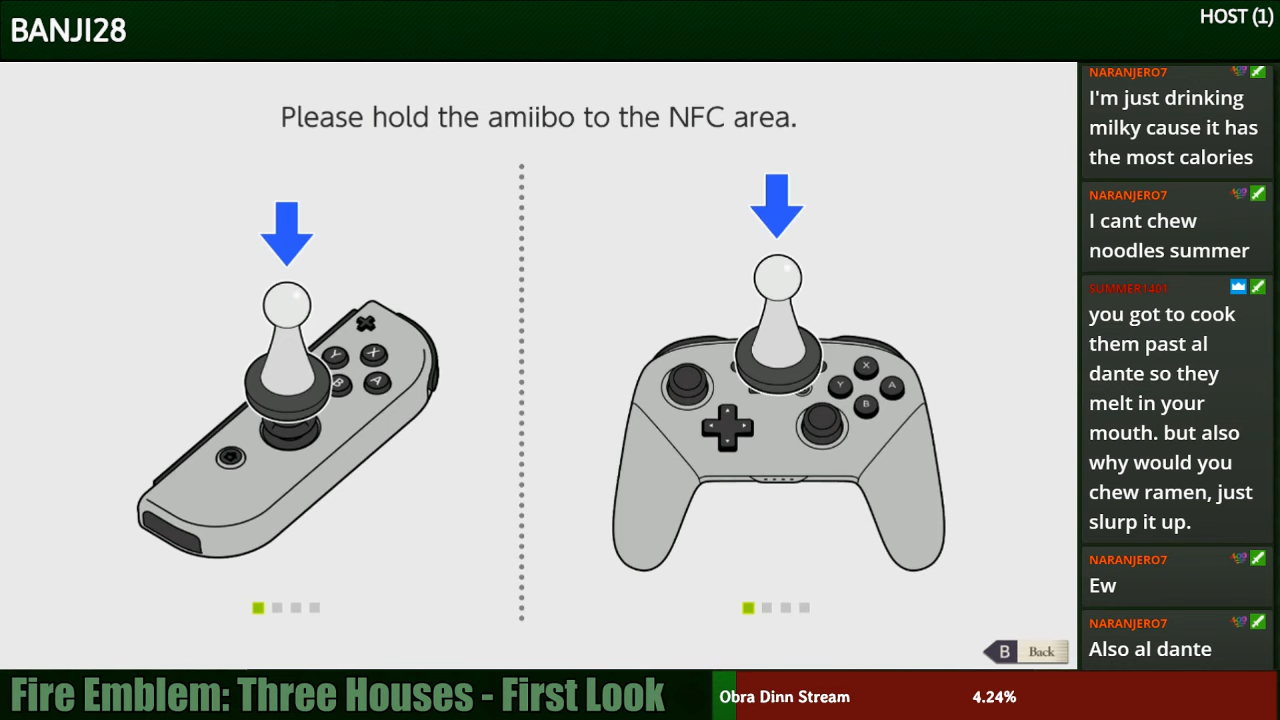 BANJI28
HOST (1)
Please hold the amiibo to the NFC area.
Y
X
B
A
X
Y
A
B
B Back
NARANJERO7
I'm just drinking
milky cause it has
the most calories
NARANJERO7
I cant chew
noodles summer
SUMMER1401
you got to cook
them past al
dante so they
melt in your
mouth. but also
why would you
chew ramen, just
slurp it up.
NARANJERO7
Ew
NARANJERO7
Also al dante
Fire Emblem: Three Houses - First Look
Obra Dinn Stream
4.24%